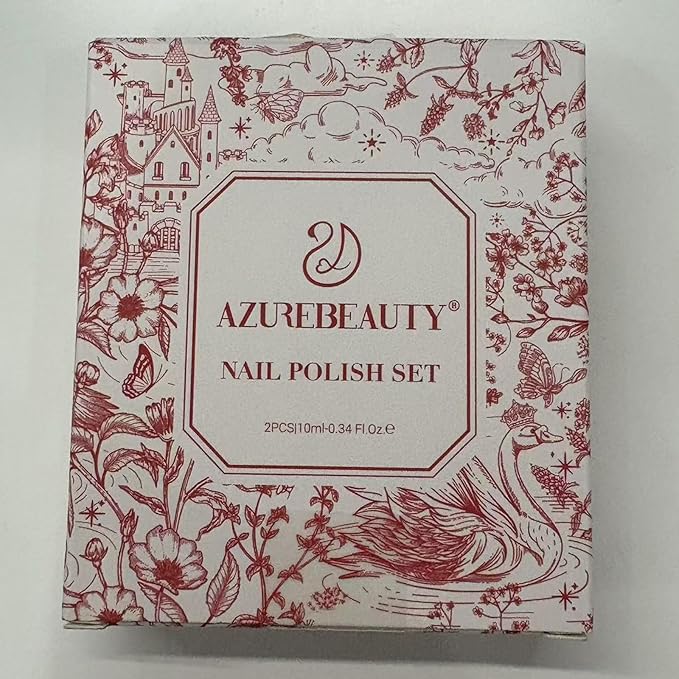 AZUREBEAUTY®
NAIL POLISH SET
2PCS|10ml-0.34 Fl.Oz.℮